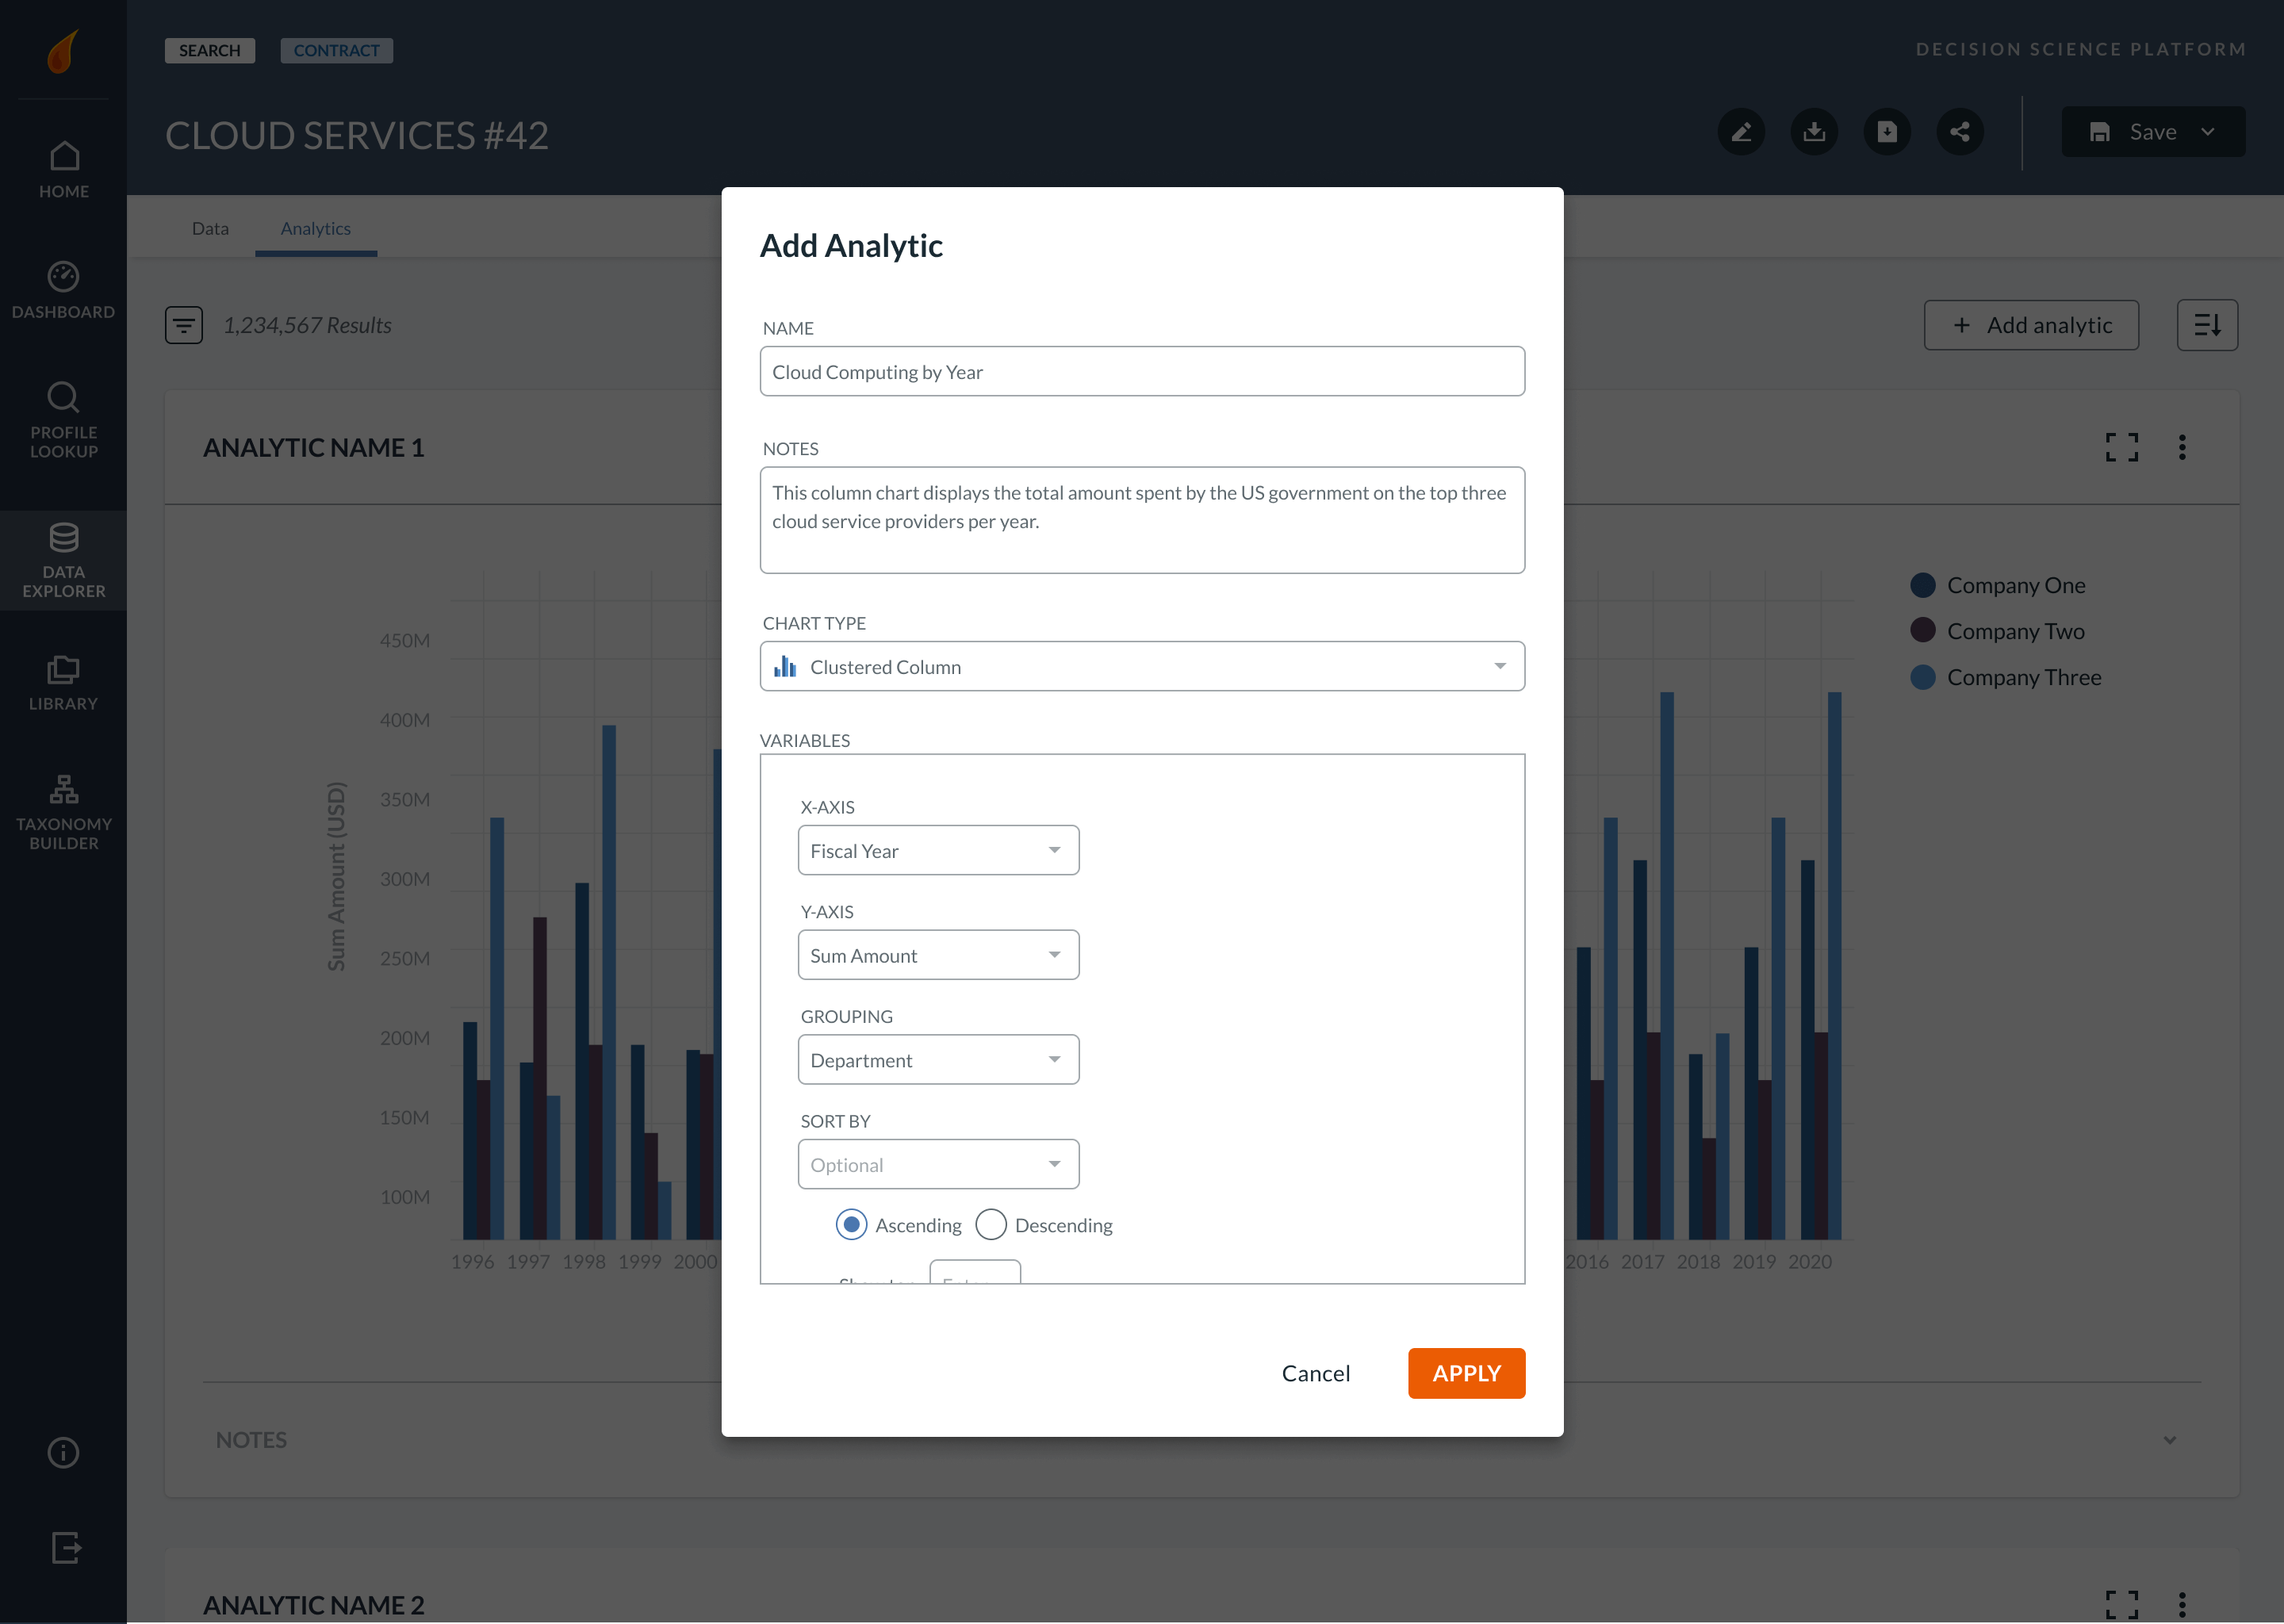 SEARCH
CONTRACT
DECISION SCIENCE PLATFORM
CLOUD SERVICES #42
Save
HOME
DASHBOARD
PROFILE
LOOKUP
DATA
EXPLORER
LIBRARY
TAXONOMY
BUILDER
Data
Analytics
1,234,567 Results
Add analytic
ANALYTIC NAME 1
Sum Amount (USD)
450M
400M
350M
300M
250M
200M
150M
100M
1996 1997 1998 1999 2000
2016 2017 2018 2019 2020
Company One
Company Two
Company Three
NOTES
ANALYTIC NAME 2
Add Analytic
NAME
Cloud Computing by Year
NOTES
This column chart displays the total amount spent by the US government on the top three
cloud service providers per year.
CHART TYPE
Clustered Column
VARIABLES
X-AXIS
Fiscal Year
Y-AXIS
Sum Amount
GROUPING
Department
SORT BY
Optional
Ascending Descending
Cancel
APPLY